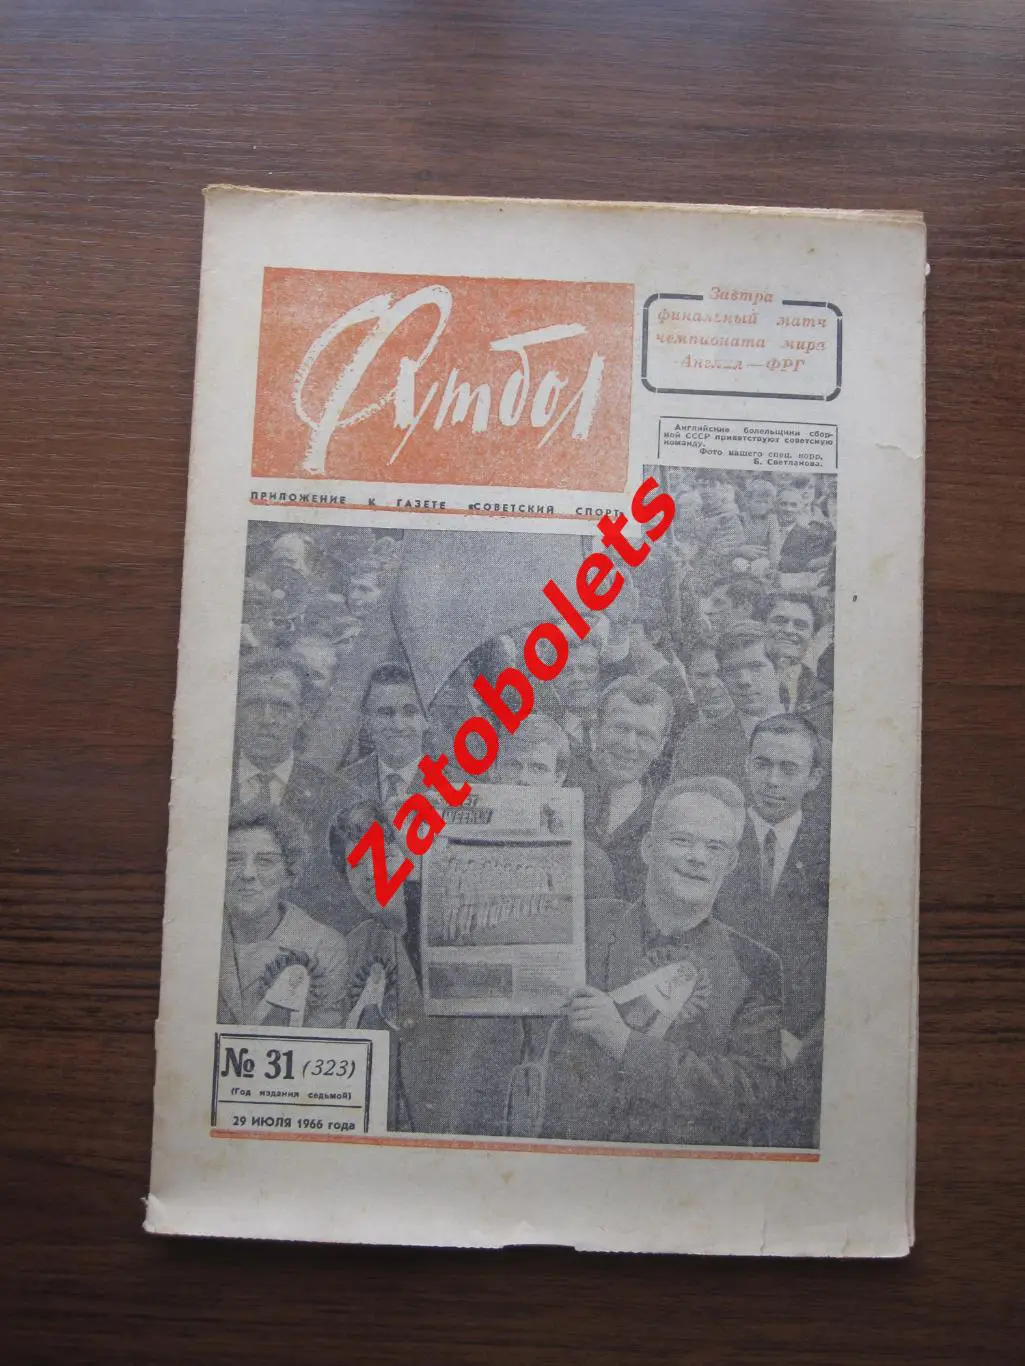 Футбол
ПРИЛОЖЕНИЕ К ГАЗЕТЕ «СОВЕТСКИЙ СПОРТ»
Завтра
финальный матч
чемпионата мира
Англия — ФРГ
Английские болельщики сбор-
ной СССР приветствуют советскую
команду.
Фото нашего спец. корр.
Б. Светланова.
WEEKLY
Zatobolets
№ 31 (323)
(Год издания седьмой)
29 ИЮЛЯ 1966 года